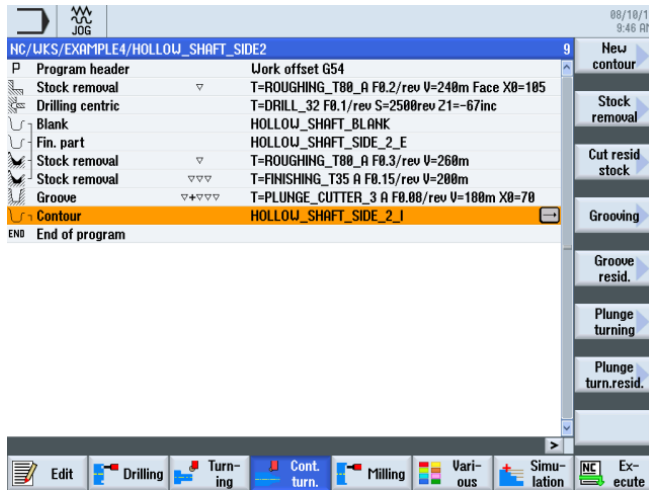 JOG
08/10/1
9:46 AM
NC/WKS/EXAMPLE4/HOLLOW_SHAFT_SIDE2 9
P Program header Work offset G54
Stock removal ▽ T=ROUGHING_T80_A F0.2/rev V=240m Face X0=105
Drilling centric T=DRILL_32 F0.1/rev S=2500rev Z1=-67inc
Blank HOLLOW_SHAFT_BLANK
Fin. part HOLLOW_SHAFT_SIDE_2_E
Stock removal ▽ T=ROUGHING_T80_A F0.3/rev V=260m
Stock removal ▽▽▽ T=FINISHING_T35 A F0.15/rev V=200m
Groove ▽+▽▽▽ T=PLUNGE_CUTTER_3 A F0.08/rev V=180m X0=70
Contour HOLLOW_SHAFT_SIDE_2_I
END End of program
New
contour
Stock
removal
Cut resid
stock
Grooving
Groove
resid.
Plunge
turning
Plunge
turn.resid.
>
Edit
Drilling
Turn-
ing
Cont.
turn.
Milling
Vari-
ous
Simu-
lation
NC Ex-
ecute